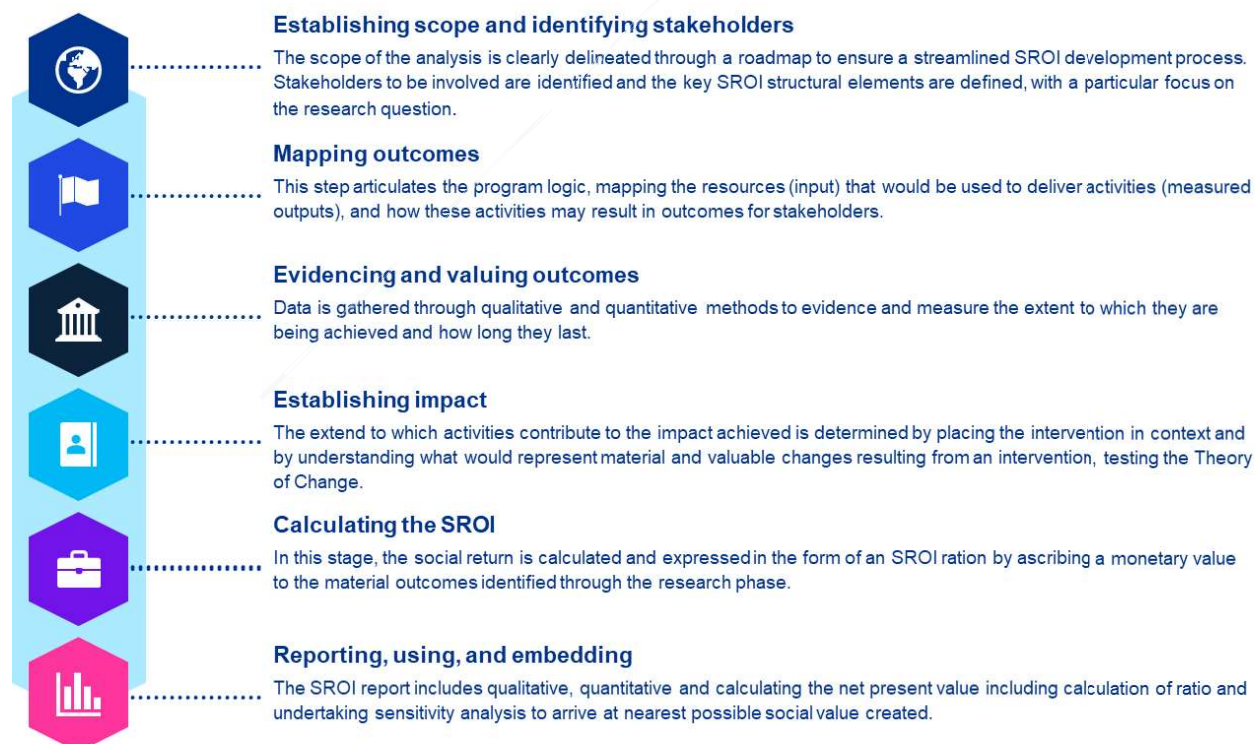 Establishing scope and identifying stakeholders
The scope of the analysis is clearly delineated through a roadmap to ensure a streamlined SROI development process.
Stakeholders to be involved are identified and the key SROI structural elements are defined, with a particular focus on
the research question.
Mapping outcomes
This step articulates the program logic, mapping the resources (input) that would be used to deliver activities (measured
outputs), and how these activities may result in outcomes for stakeholders.
Evidencing and valuing outcomes
Data is gathered through qualitative and quantitative methods to evidence and measure the extent to which they are
being achieved and how long they last.
Establishing impact
The extend to which activities contribute to the impact achieved is determined by placing the intervention in context and
by understanding what would represent material and valuable changes resulting from an intervention, testing the Theory
of Change.
Calculating the SROI
In this stage, the social return is calculated and expressed in the form of an SROI ration by ascribing a monetary value
to the material outcomes identified through the research phase.
Reporting, using, and embedding
The SROI report includes qualitative, quantitative and calculating the net present value including calculation of ratio and
undertaking sensitivity analysis to arrive at nearest possible social value created.